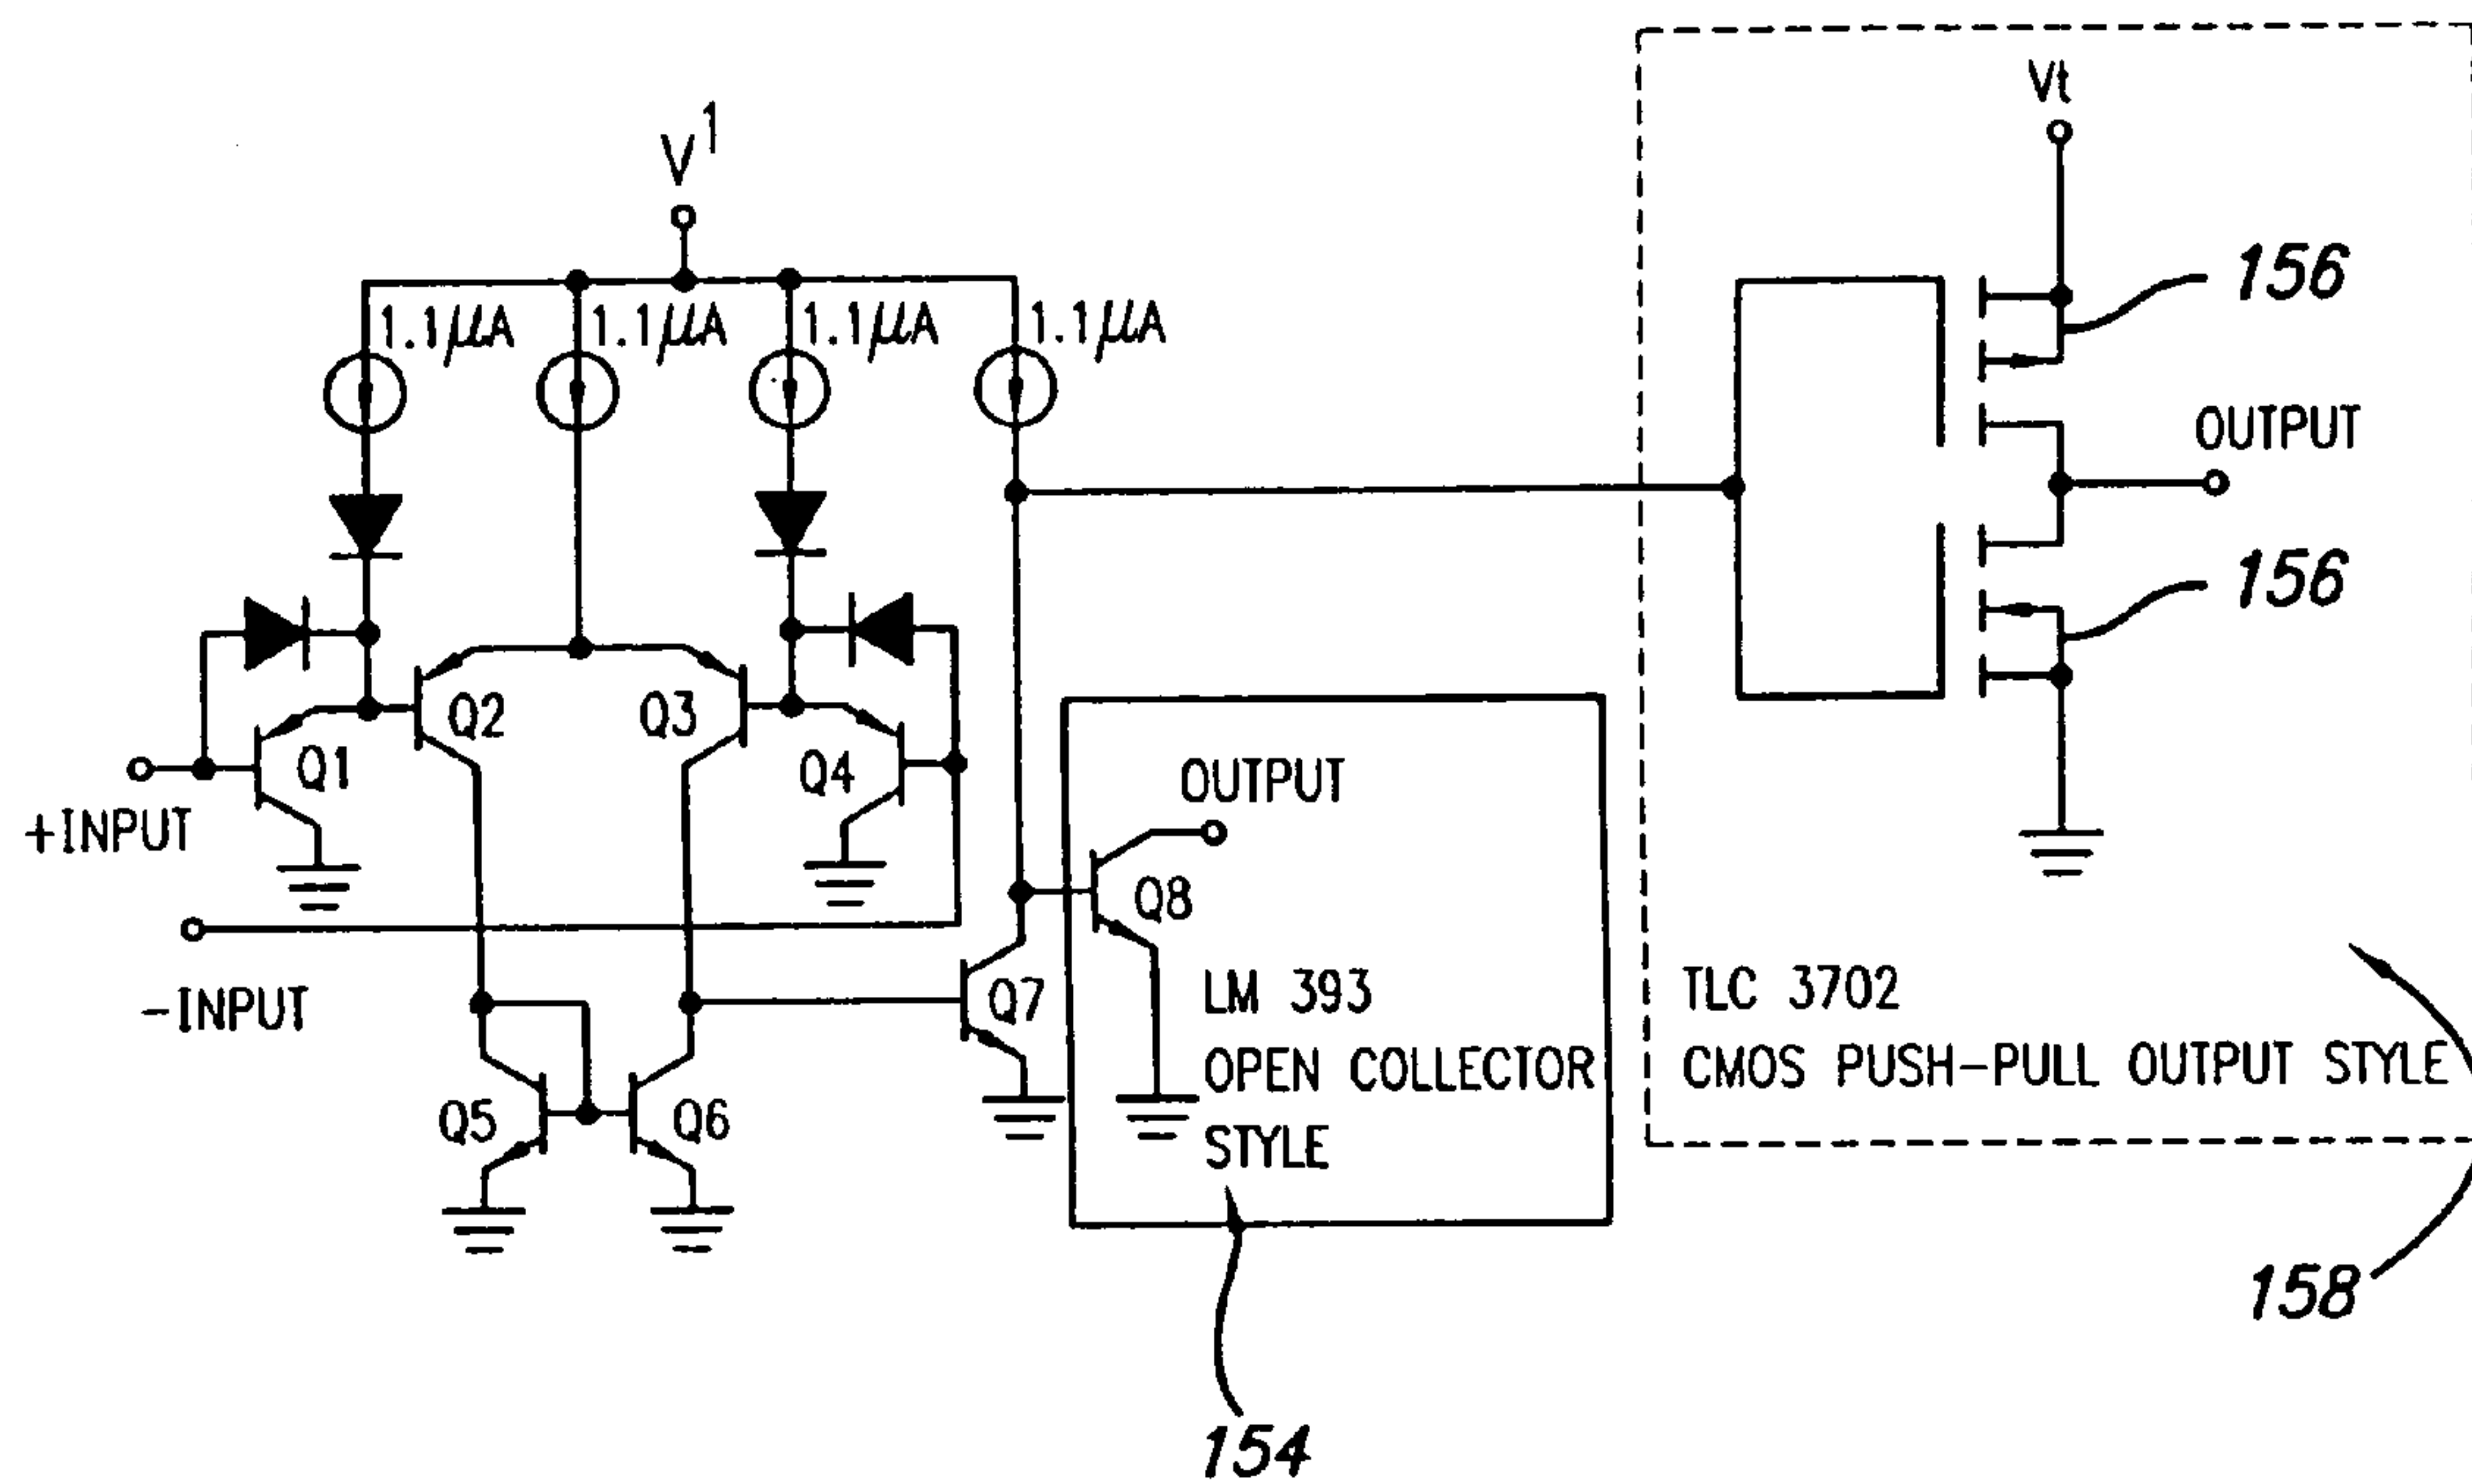 Vt
V1
156
1.1µA 1.1µA 1.1µA 1.1µA
OUTPUT
156
Q2
Q3
Q1
Q4
OUTPUT
+INPUT
Q8
-INPUT
Q7
LM 393
OPEN COLLECTOR
STYLE
TLC 3702
CMOS PUSH-PULL OUTPUT STYLE
Q5
Q6
158
154